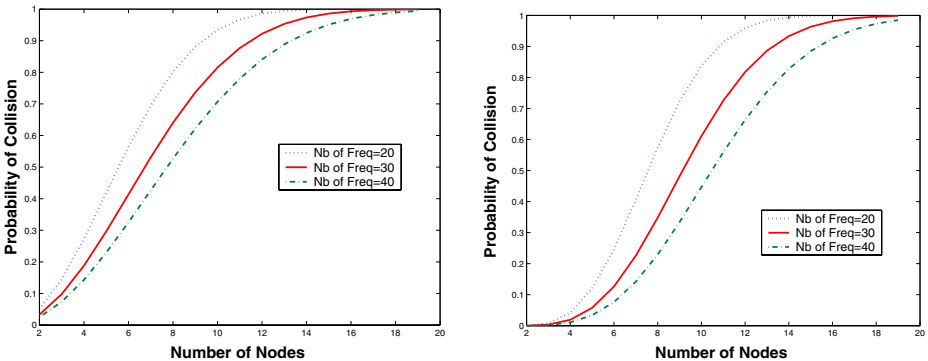 1
0.9
0.8
0.7
0.6
0.5
0.4
0.3
0.2
0.1
0
Probability of Collision
Nb of Freq=20
Nb of Freq=30
Nb of Freq=40
2 4 6 8 10 12 14 16 18 20
Number of Nodes
1
0.9
0.8
0.7
0.6
0.5
0.4
0.3
0.2
0.1
0
Probability of Collision
Nb of Freq=20
Nb of Freq=30
Nb of Freq=40
2 4 6 8 10 12 14 16 18 20
Number of Nodes